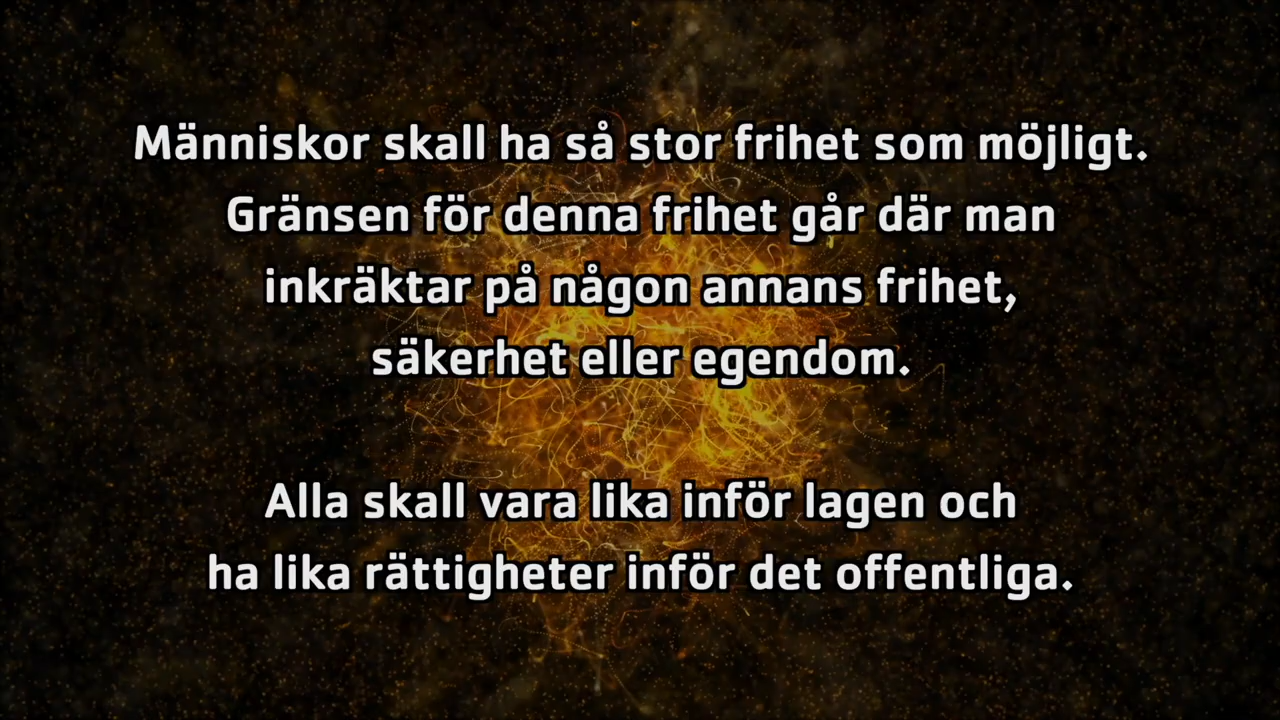 Människor skall ha så stor frihet som möjligt.
Gränsen för denna frihet går där man
inkräktar på någon annans frihet,
säkerhet eller egendom.
Alla skall vara lika inför lagen och
ha lika rättigheter inför det offentliga.